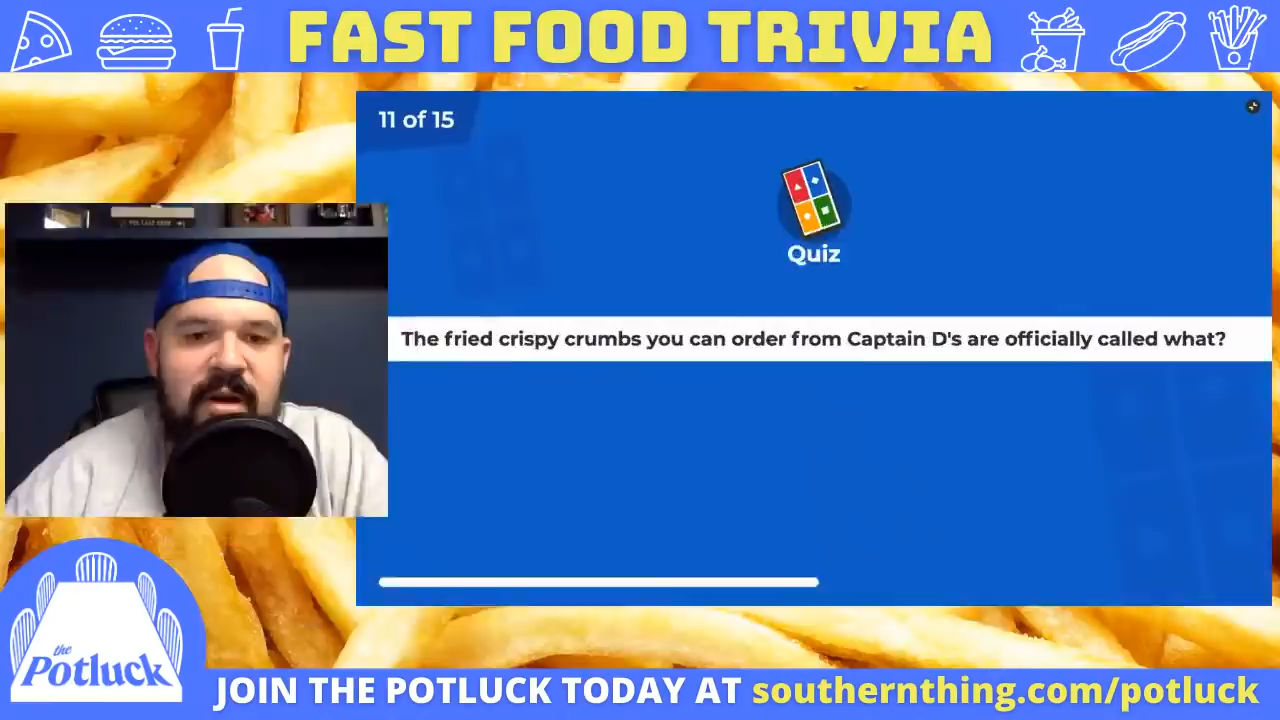 FAST FOOD TRIVIA
11 of 15
Quiz
The fried crispy crumbs you can order from Captain D's are officially called what?
the
Potluck
JOIN THE POTLUCK TODAY AT southernthing.com/potluck